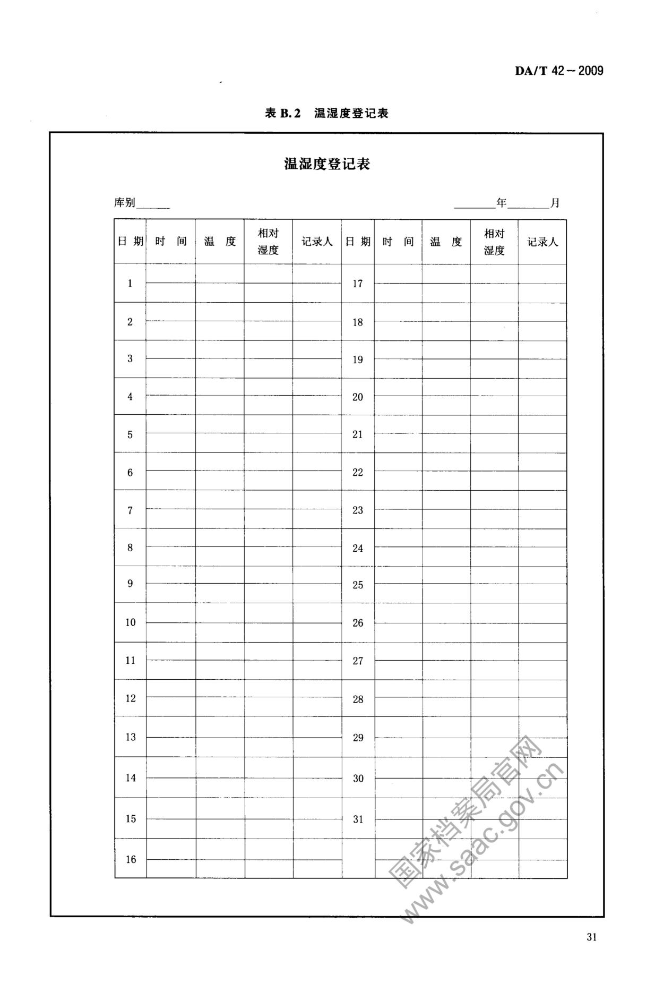 DA/T 42—2009
表 B.2 温湿度登记表
温湿度登记表
库别______ ________年________月
日 期 时 间 温 度 相对湿度 记录人 日 期 时 间 温 度 相对湿度 记录人
1 17
2 18
3 19
4 20
5 21
6 22
7 23
8 24
9 25
10 26
11 27
12 28
13 29
14 30
15 31
16
国家档案局官网
www.saac.gov.cn
31